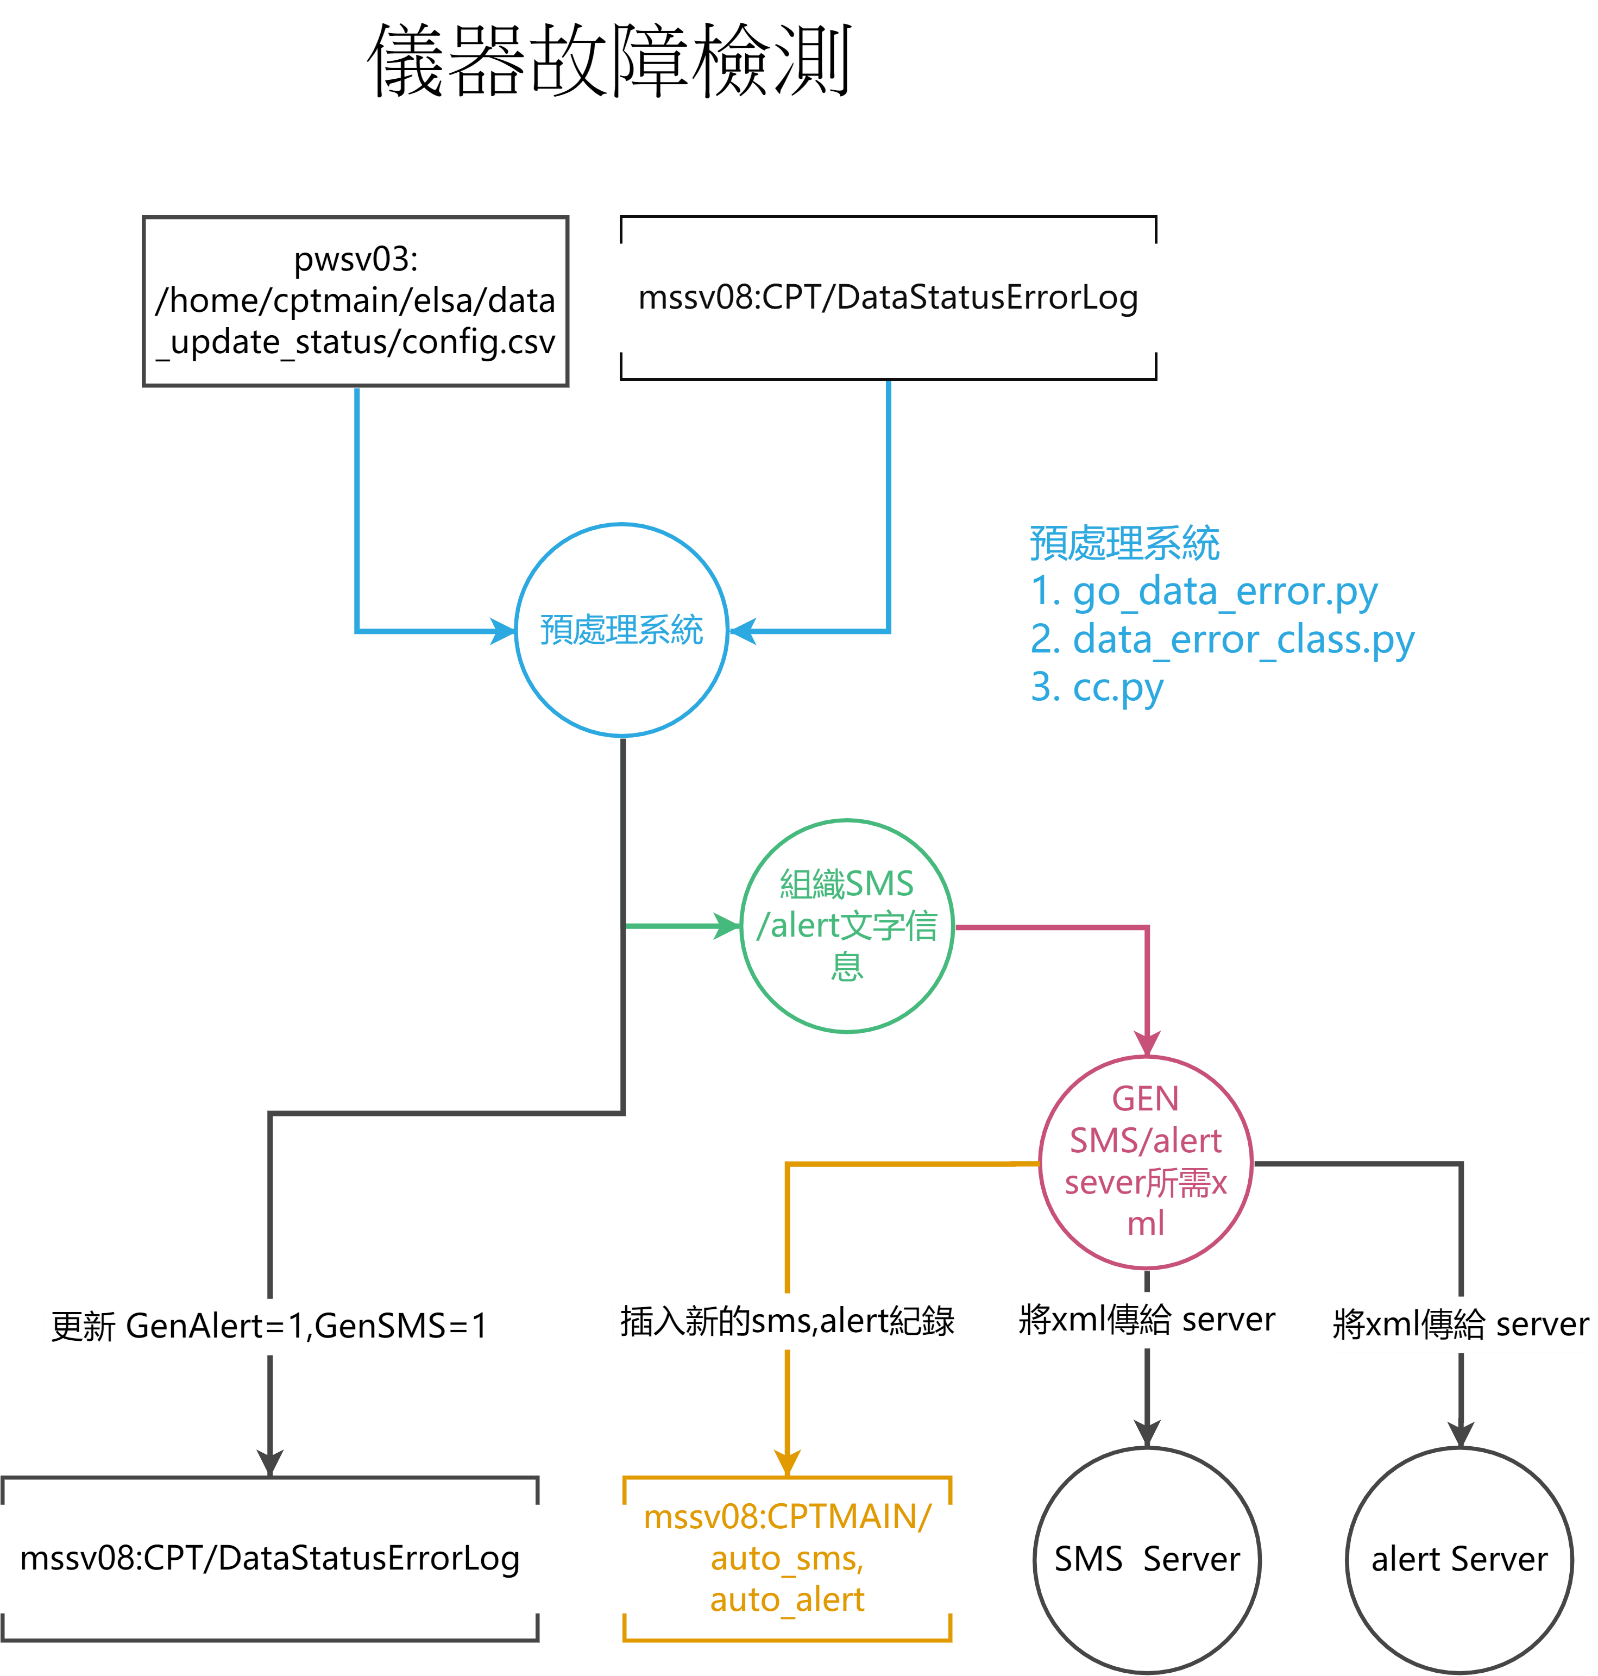 儀器故障檢測
pwsv03:
/home/cptmain/elsa/data
_update_status/config.csv
mssv08:CPT/DataStatusErrorLog
預處理系統
預處理系統
1. go_data_error.py
2. data_error_class.py
3. cc.py
組織SMS
/alert文字信
息
GEN
SMS/alert
sever所需x
ml
更新 GenAlert=1,GenSMS=1
插入新的sms,alert紀錄
將xml傳給 server
將xml傳給 server
mssv08:CPT/DataStatusErrorLog
mssv08:CPTMAIN/
auto_sms,
auto_alert
SMS  Server
alert Server